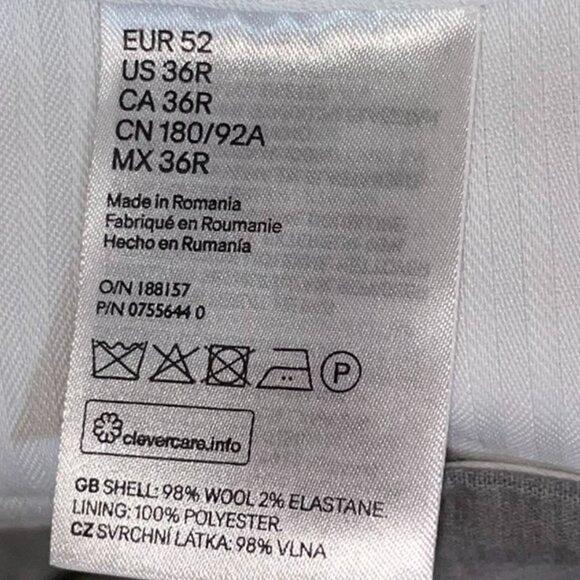 EUR 52
US 36R
CA 36R
CN 180/92A
MX 36R
Made in Romania
Fabriqué en Roumanie
Hecho en Rumanía
O/N 188157
P/N 0755644 0
P
clevercare.info
GB SHELL: 98% WOOL 2% ELASTANE.
LINING: 100% POLYESTER.
CZ SVRCHNÍ LÁTKA: 98% VLNA